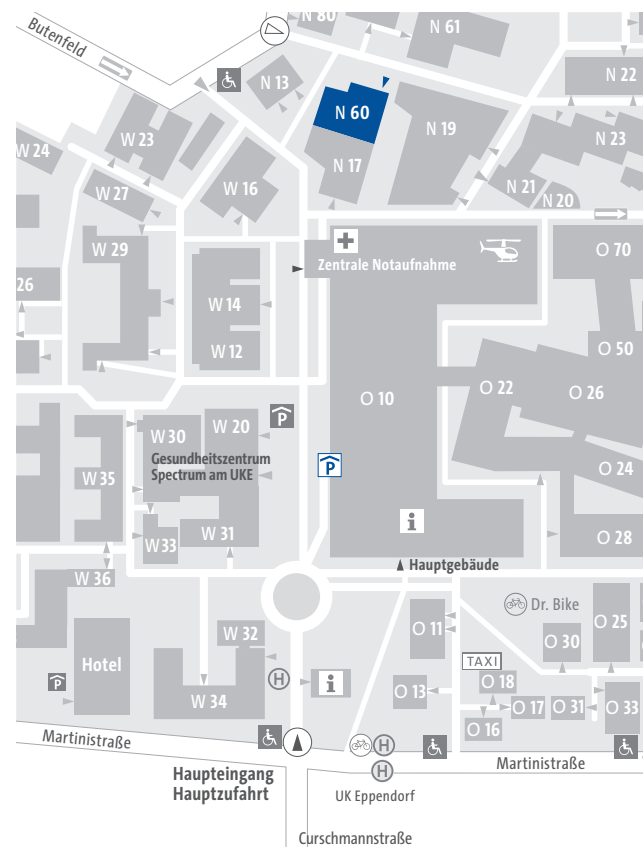 N 80
N 61
Butenfeld
N 13
N 22
N 60
N 19
W 23
N 23
W 24
N 17
W 16
N 21
W 27
N 20
W 29
O 70
Zentrale Notaufnahme
26
W 14
O 50
W 12
O 22
O 26
O 10
W 20
W 30
P
Gesundheitszentrum
Spectrum am UKE
P
W 35
O 24
i
W 31
O 28
W 33
Hauptgebäude
W 36
Dr. Bike
O 25
O 11
W 32
O 30
Hotel
TAXI
H
i
O 18
P
O 13
W 34
O 17
O 31
O 33
O 16
Martinistraße
H
Martinistraße
H
Haupteingang
Hauptzufahrt
UK Eppendorf
Curschmannstraße